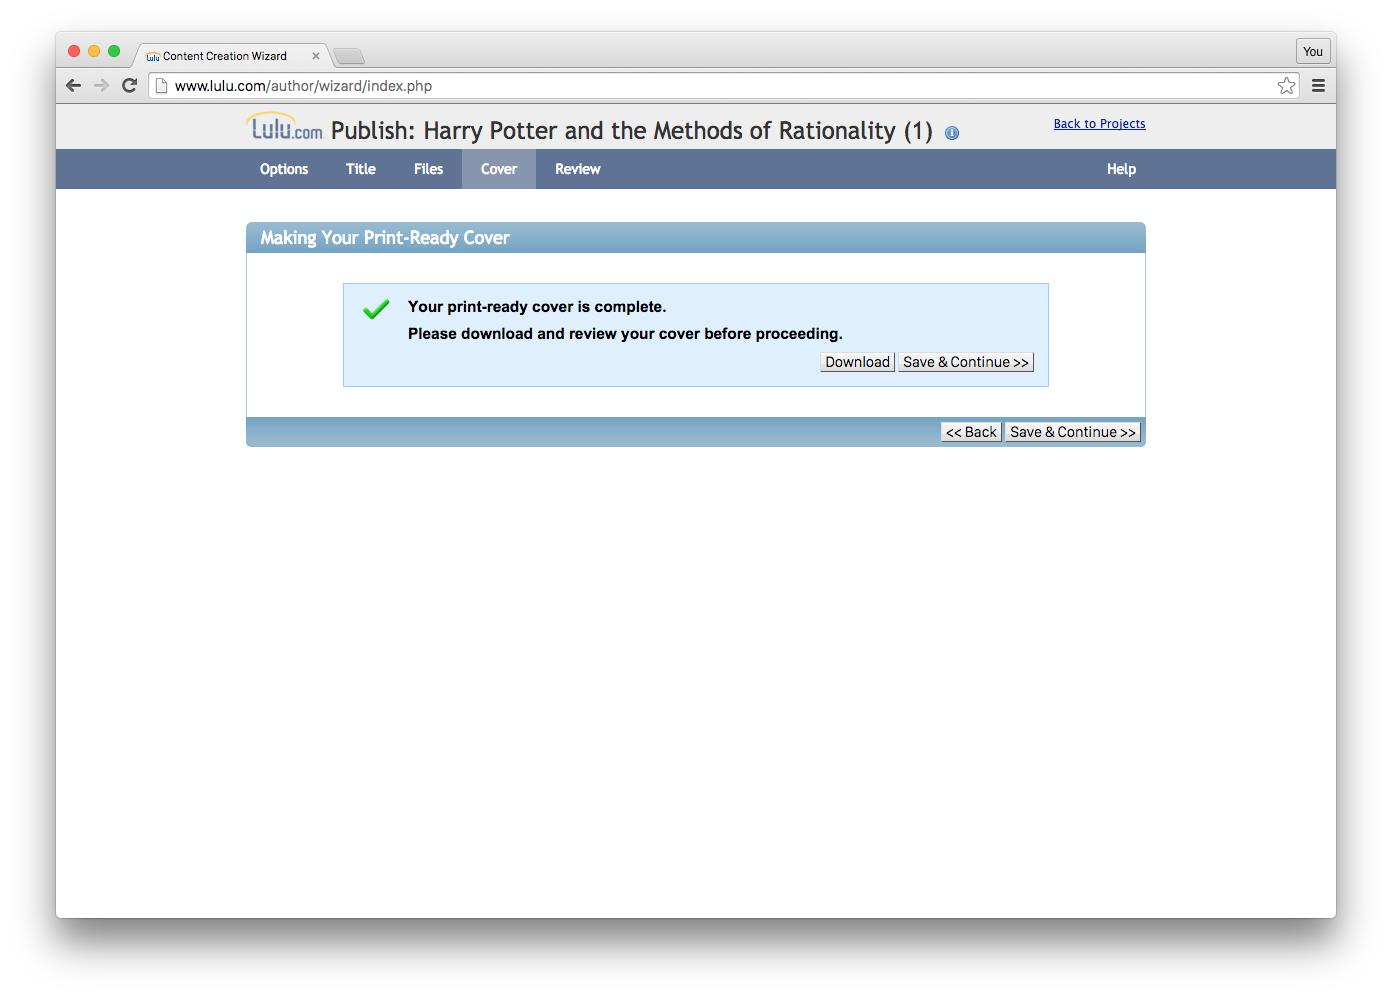 Content Creation Wizard
You
www.lulu.com/author/wizard/index.php
Lulu.com Publish: Harry Potter and the Methods of Rationality (1)
Back to Projects
Options Title Files Cover Review Help
Making Your Print-Ready Cover
Your print-ready cover is complete.
Please download and review your cover before proceeding.
Download Save & Continue >>
<< Back Save & Continue >>